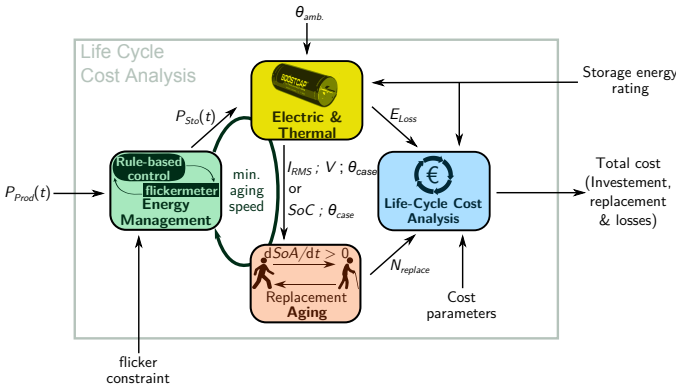 θamb.
Life Cycle
Cost Analysis
BOOSTCAP
Electric &
Thermal
Storage energy
rating
PSto(t)
ELoss
Rule-based
control
flickermeter
Energy
Management
min.
aging
speed
IRMS ; V ; θcase
or
SoC ; θcase
€
Life-Cycle Cost
Analysis
Total cost
(Investement,
replacement
& losses)
PProd(t)
dSoA/dt > 0
Replacement
Aging
Nreplace
Cost
parameters
flicker
constraint